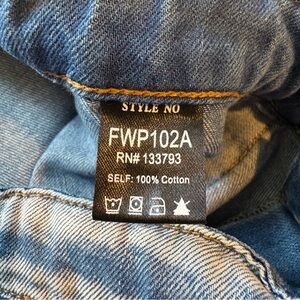 STYLE NO
FWP102A
RN# 133793
SELF: 100% Cotton